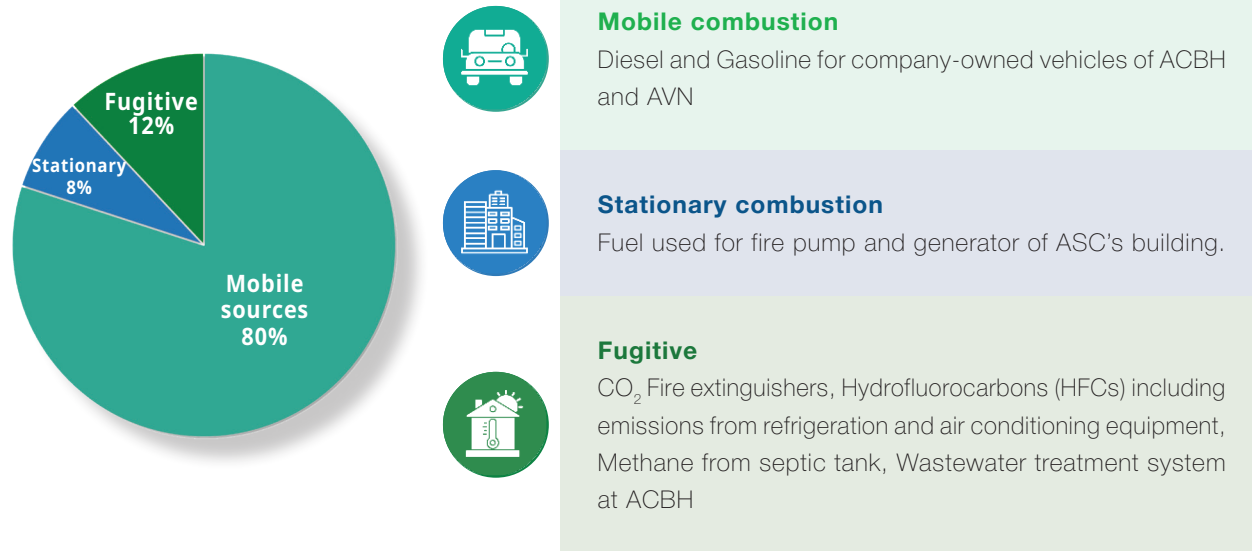 Fugitive
12%
Stationary
8%
Mobile
sources
80%
Mobile combustion
Diesel and Gasoline for company-owned vehicles of ACBH
and AVN
Stationary combustion
Fuel used for fire pump and generator of ASC’s building.
Fugitive
CO₂ Fire extinguishers, Hydrofluorocarbons (HFCs) including
emissions from refrigeration and air conditioning equipment,
Methane from septic tank, Wastewater treatment system
at ACBH